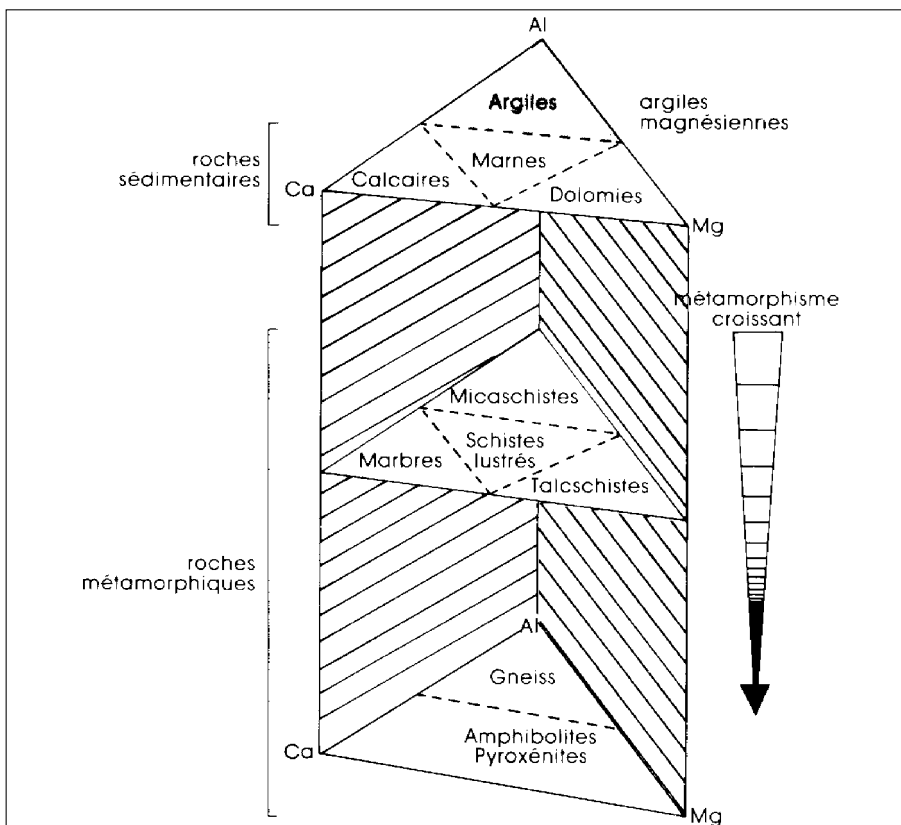 Al
Argiles
argiles
magnésiennes
roches
sédimentaires
Marnes
Ca
Calcaires
Dolomies
Mg
métamorphisme
croissant
Micaschistes
Schistes
lustrés
Marbres
Talcschistes
roches
métamorphiques
Al
Gneiss
Ca
Amphibolites
Pyroxénites
Mg